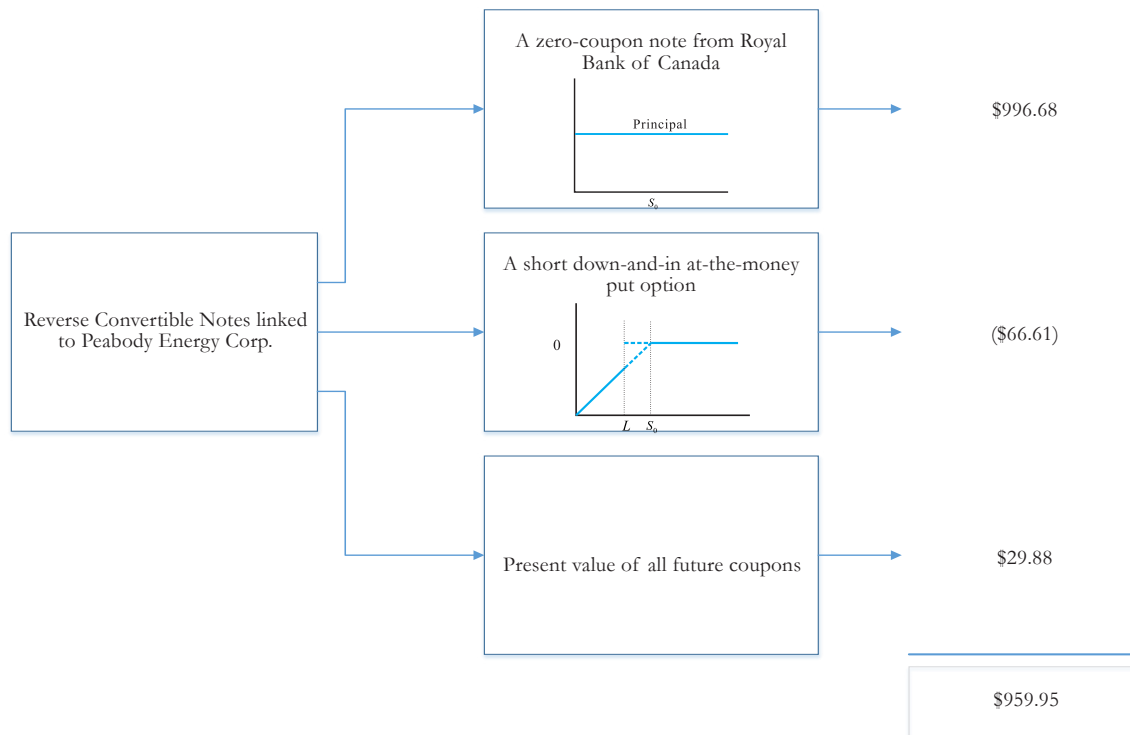 A zero-coupon note from Royal
Bank of Canada
Principal
S₀
$996.68
Reverse Convertible Notes linked
to Peabody Energy Corp.
A short down-and-in at-the-money
put option
0
L S₀
($66.61)
Present value of all future coupons
$29.88
$959.95